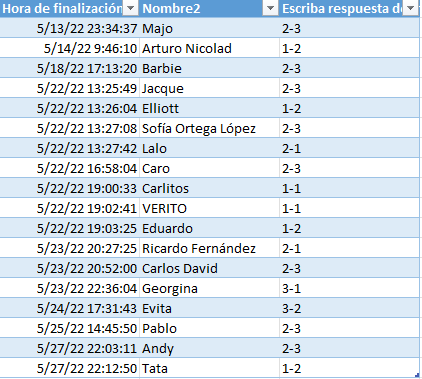 Hora de finalización Nombre2 Escriba respuesta de
5/13/22 23:34:37 Majo 2-3
5/14/22 9:46:10 Arturo Nicolad 1-2
5/18/22 17:13:20 Barbie 2-3
5/22/22 13:25:49 Jacque 2-3
5/22/22 13:26:04 Elliott 1-2
5/22/22 13:27:08 Sofía Ortega López 2-3
5/22/22 13:27:42 Lalo 2-1
5/22/22 16:58:04 Caro 2-3
5/22/22 19:00:33 Carlitos 1-1
5/22/22 19:02:41 VERITO 1-1
5/22/22 19:03:25 Eduardo 1-2
5/23/22 20:27:25 Ricardo Fernández 2-1
5/23/22 20:52:00 Carlos David 2-3
5/23/22 22:36:04 Georgina 3-1
5/24/22 17:31:43 Evita 3-2
5/25/22 14:45:50 Pablo 2-3
5/27/22 22:03:11 Andy 2-3
5/27/22 22:12:50 Tata 1-2